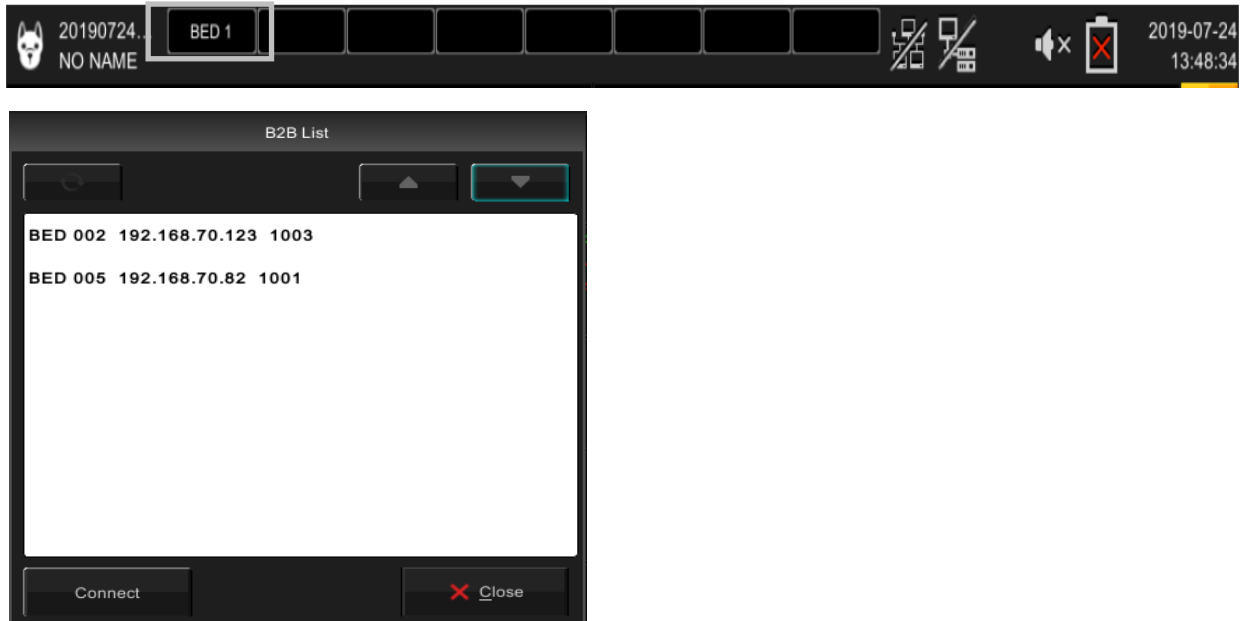 20190724... BED 1 2019-07-24
NO NAME 13:48:34
B2B List
BED 002 192.168.70.123 1003
BED 005 192.168.70.82 1001
Connect Close